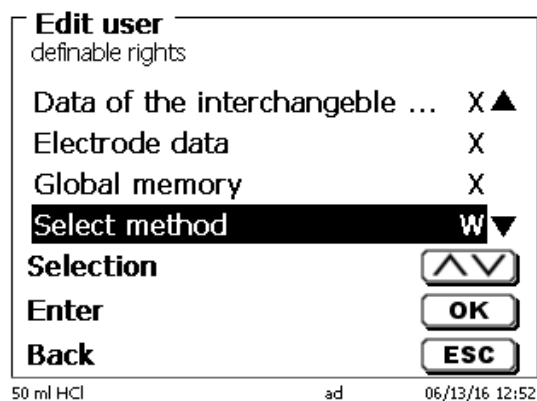 Edit user
definable rights
Data of the interchangeble ... X
Electrode data X
Global memory X
Select method W
Selection
Enter OK
Back ESC
50 ml HCl ad 06/13/16 12:52